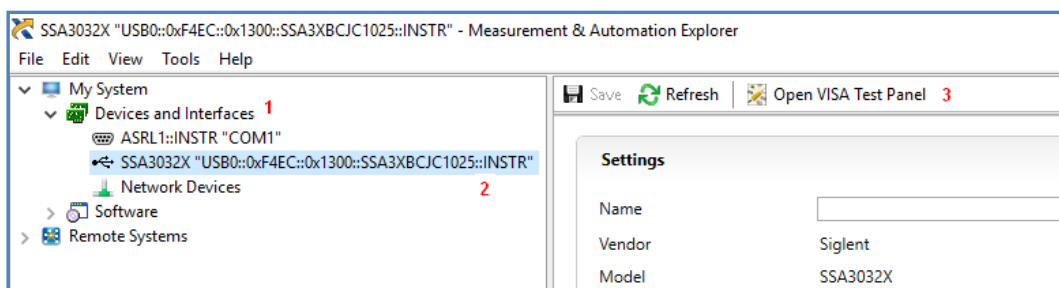 SSA3032X "USB0::0xF4EC::0x1300::SSA3XBCJC1025::INSTR" - Measurement & Automation Explorer
File Edit View Tools Help
My System
Devices and Interfaces 1
ASRL1::INSTR "COM1"
SSA3032X "USB0::0xF4EC::0x1300::SSA3XBCJC1025::INSTR"
Network Devices 2
Software
Remote Systems
Save Refresh Open VISA Test Panel 3
Settings
Name
Vendor Siglent
Model SSA3032X